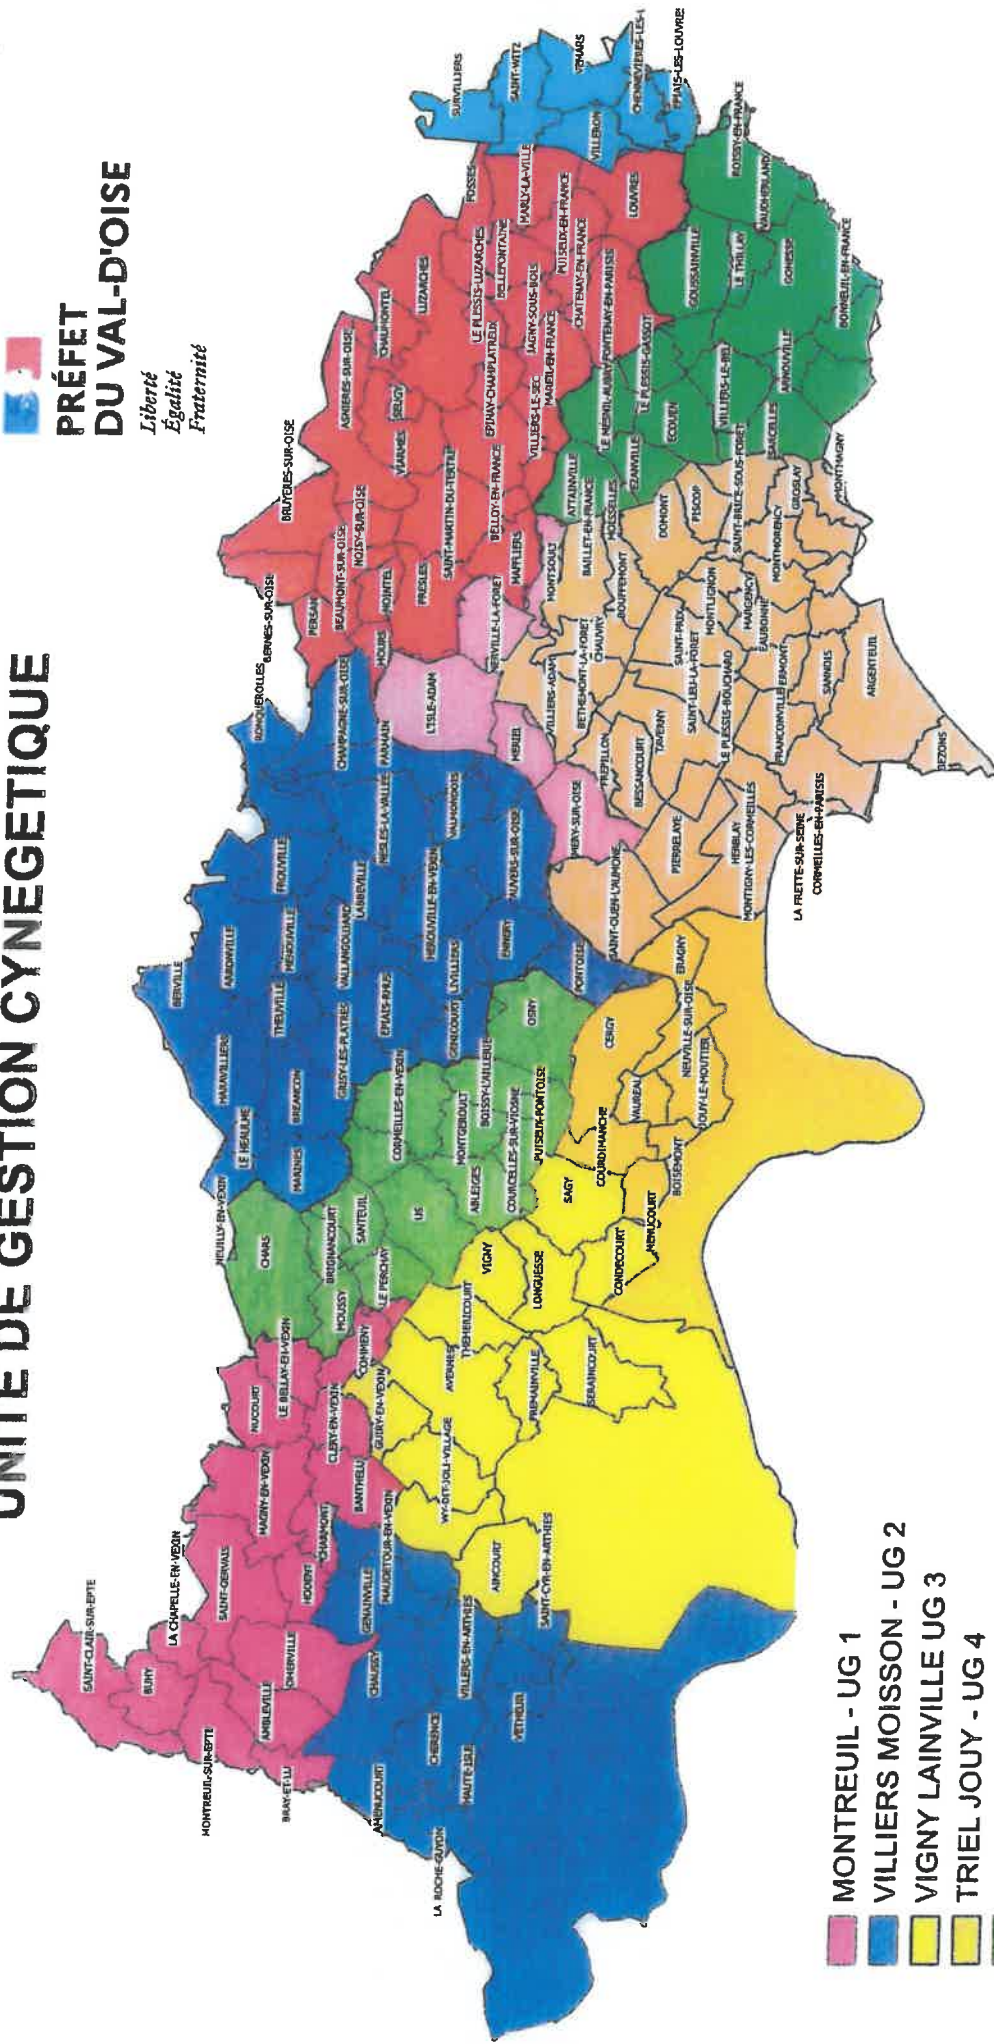 UNITE DE GESTION CYNEGETIQUE
PRÉFET
DU VAL-D'OISE
Liberté
Égalité
Fraternité
SAINT-CLAIR-SUR-EPTE
BUHY
LA CHAPELLE-EN-VEXIN
MONTREUIL-SUR-EPTE
SAINT-GERVAIS
AMBLEVILLE
OMERVILLE
BRAY-ET-LU
HODENT
CHARMONT
MAGNY-EN-VEXIN
NUCOURT
LE BELLAY-EN-VEXIN
CLERY-EN-VEXIN
BANTHELU
COMMENY
GUIRY-EN-VEXIN
MAUDETOUR-EN-VEXIN
GENAINVILLE
CHAUSSY
AMENUCOURT
CHERENCE
HAUTE-ISLE
LA ROCHE-GUYON
VILLERS-EN-ARTHIES
VETHEUIL
SAINT-CYR-EN-ARTHIES
AINCOURT
WY-DIT-JOLI-VILLAGE
AVERNES
THEMERICOURT
FREMAINVILLE
SERAINCOURT
VIGNY
LONGUESSE
SAGY
CONDECOURT
MENUCOURT
COURDIMANCHE
BOISEMONT
VAUREAL
CERGY
JOUY-LE-MOUTIER
NEUVILLE-SUR-OISE
ERAGNY
NEUILLY-EN-VEXIN
CHARS
BRIGNANCOURT
MOUSSY
SANTEUIL
LE PERCHAY
US
CORMEILLES-EN-VEXIN
MONTGEROULT
BOISSY-L'AILLERIE
ABLEIGES
COURCELLES-SUR-VIOSNE
PUISEUX-PONTOISE
OSNY
LE HEAULME
HARAVILLIERS
MARINES
BREANCON
BERVILLE
ARRONVILLE
THEUVILLE
MENOUVILLE
FROUVILLE
GRISY-LES-PLATRES
VALLANGOUJARD
LABBEVILLE
EPIAIS-RHUS
NESLES-LA-VALLEE
HEROUVILLE-EN-VEXIN
GENICOURT
LIVILLIERS
ENNERY
AUVERS-SUR-OISE
VALMONDOIS
PONTOISE
RONQUEROLLES
CHAMPAGNE-SUR-OISE
PARMAIN
BERNES-SUR-OISE
BRUYERES-SUR-OISE
PERSAN
BEAUMONT-SUR-OISE
NOISY-SUR-OISE
MOURS
NOINTEL
PRESLES
SAINT-MARTIN-DU-TERTRE
ASNIERES-SUR-OISE
VIARMES
SEUGY
CHAUMONTEL
LUZARCHES
BELLOY-EN-FRANCE
MAFFLIERS
LE PLESSIS-LUZARCHES
EPINAY-CHAMPLATREUX
BELLEFONTAINE
JAGNY-SOUS-BOIS
VILLIERS-LE-SEC
MAREIL-EN-FRANCE
FOSSES
MARLY-LA-VILLE
PUISEUX-EN-FRANCE
CHATENAY-EN-FRANCE
FONTENAY-EN-PARISIS
LOUVRES
SURVILLIERS
SAINT-WITZ
VEMARS
VILLERON
CHENNEVIERES-LES-L
EPIAIS-LES-LOUVRES
ROISSY-EN-FRANCE
VAUDHERLAND
GOUSSAINVILLE
LE THILLAY
GONESSE
BONNEUIL-EN-FRANCE
LE MESNIL-AUBRY
LE PLESSIS-GASSOT
ECOUEN
EZANVILLE
VILLIERS-LE-BEL
ARNOUVILLE
SARCELLES
ATTAINVILLE
MOISSELLES
L'ISLE-ADAM
NERVILLE-LA-FORET
MONTSOULT
MERIEL
MERY-SUR-OISE
BAILLET-EN-FRANCE
BOUFFEMONT
VILLIERS-ADAM
BETHEMONT-LA-FORET
CHAUVRY
DOMONT
PISCOP
SAINT-BRICE-SOUS-FORET
GROSLAY
MONTMAGNY
MONTMORENCY
SAINT-PRIX
MONTLIGNON
MARGENCY
EAUBONNE
SAINT-LEU-LA-FORET
LE PLESSIS-BOUCHARD
ERMONT
FRANCONVILLE
SANNOIS
ARGENTEUIL
BEZONS
FREPILLON
BESSANCOURT
TAVERNY
PIERRELAYE
HERBLAY
MONTIGNY-LES-CORMEILLES
LA FRETTE-SUR-SEINE
CORMEILLES-EN-PARISIS
SAINT-OUEN-L'AUMONE
MONTREUIL - UG 1
VILLIERS MOISSON - UG 2
VIGNY LAINVILLE UG 3
TRIEL JOUY - UG 4